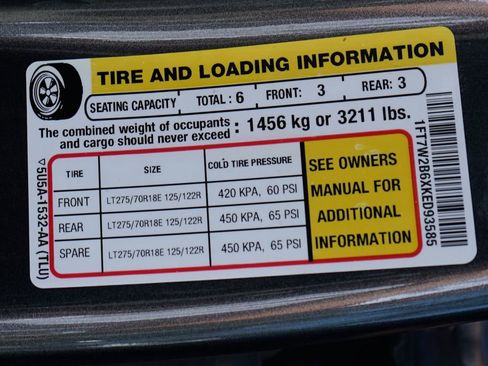 TIRE AND LOADING INFORMATION
SEATING CAPACITY TOTAL : 6 FRONT: 3 REAR: 3
The combined weight of occupants
and cargo should never exceed : 1456 kg or 3211 lbs.
TIRE SIZE COLD TIRE PRESSURE
FRONT LT275/70R18E 125/122R 420 KPA, 60 PSI
REAR LT275/70R18E 125/122R 450 KPA, 65 PSI
SPARE LT275/70R18E 125/122R 450 KPA, 65 PSI
SEE OWNERS
MANUAL FOR
ADDITIONAL
INFORMATION
5U5A-1532-AA (TLU)
1FT7W2B6XKED93585